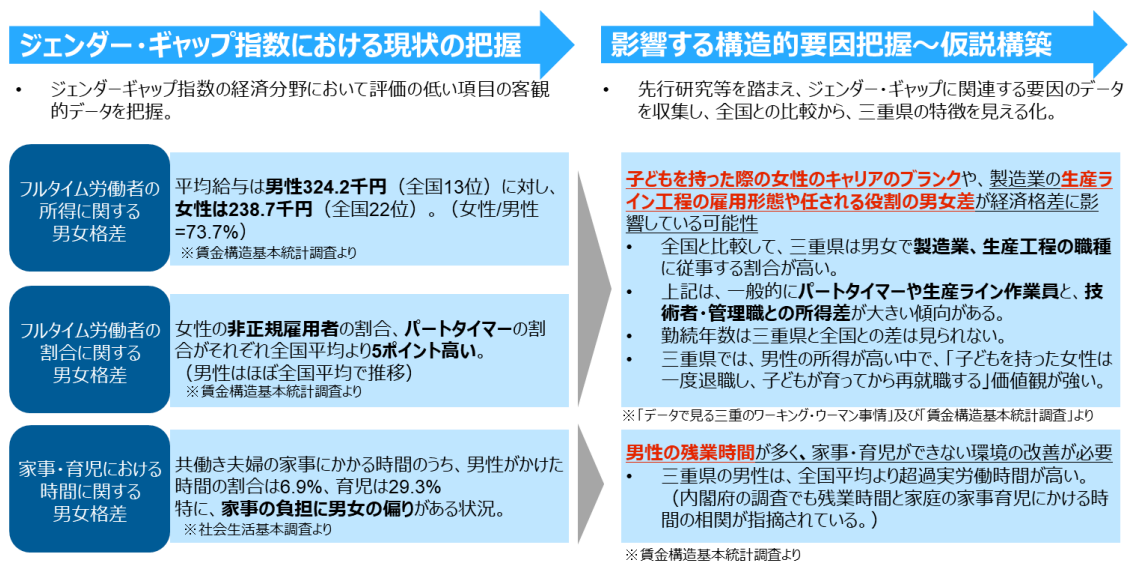 ジェンダー・ギャップ指数における現状の把握
• ジェンダーギャップ指数の経済分野において評価の低い項目の客観
的データを把握。
フルタイム労働者の
所得に関する
男女格差
平均給与は男性324.2千円（全国13位）に対し、
女性は238.7千円（全国22位）。（女性/男性
=73.7%）
※賃金構造基本統計調査より
フルタイム労働者の
割合に関する
男女格差
女性の非正規雇用者の割合、パートタイマーの割
合がそれぞれ全国平均より5ポイント高い。
（男性はほぼ全国平均で推移）
※賃金構造基本統計調査より
家事・育児における
時間に関する
男女格差
共働き夫婦の家事にかかる時間のうち、男性がかけた
時間の割合は6.9%、育児は29.3%
特に、家事の負担に男女の偏りがある状況。
※社会生活基本調査より
影響する構造的要因把握～仮説構築
• 先行研究等を踏まえ、ジェンダー・ギャップに関連する要因のデータ
を収集し、全国との比較から、三重県の特徴を見える化。
子どもを持った際の女性のキャリアのブランクや、製造業の生産ラ
イン工程の雇用形態や任される役割の男女差が経済格差に影
響している可能性
• 全国と比較して、三重県は男女で製造業、生産工程の職種
に従事する割合が高い。
• 上記は、一般的にパートタイマーや生産ライン作業員と、技
術者・管理職との所得差が大きい傾向がある。
• 勤続年数は三重県と全国との差は見られない。
• 三重県では、男性の所得が高い中で、「子どもを持った女性は
一度退職し、子どもが育ってから再就職する」価値観が強い。
※「データで見る三重のワーキング・ウーマン事情」及び「賃金構造基本統計調査」より
男性の残業時間が多く、家事・育児ができない環境の改善が必要
• 三重県の男性は、全国平均より超過実労働時間が高い。
（内閣府の調査でも残業時間と家庭の家事育児にかける時
間の相関が指摘されている。）
※賃金構造基本統計調査より